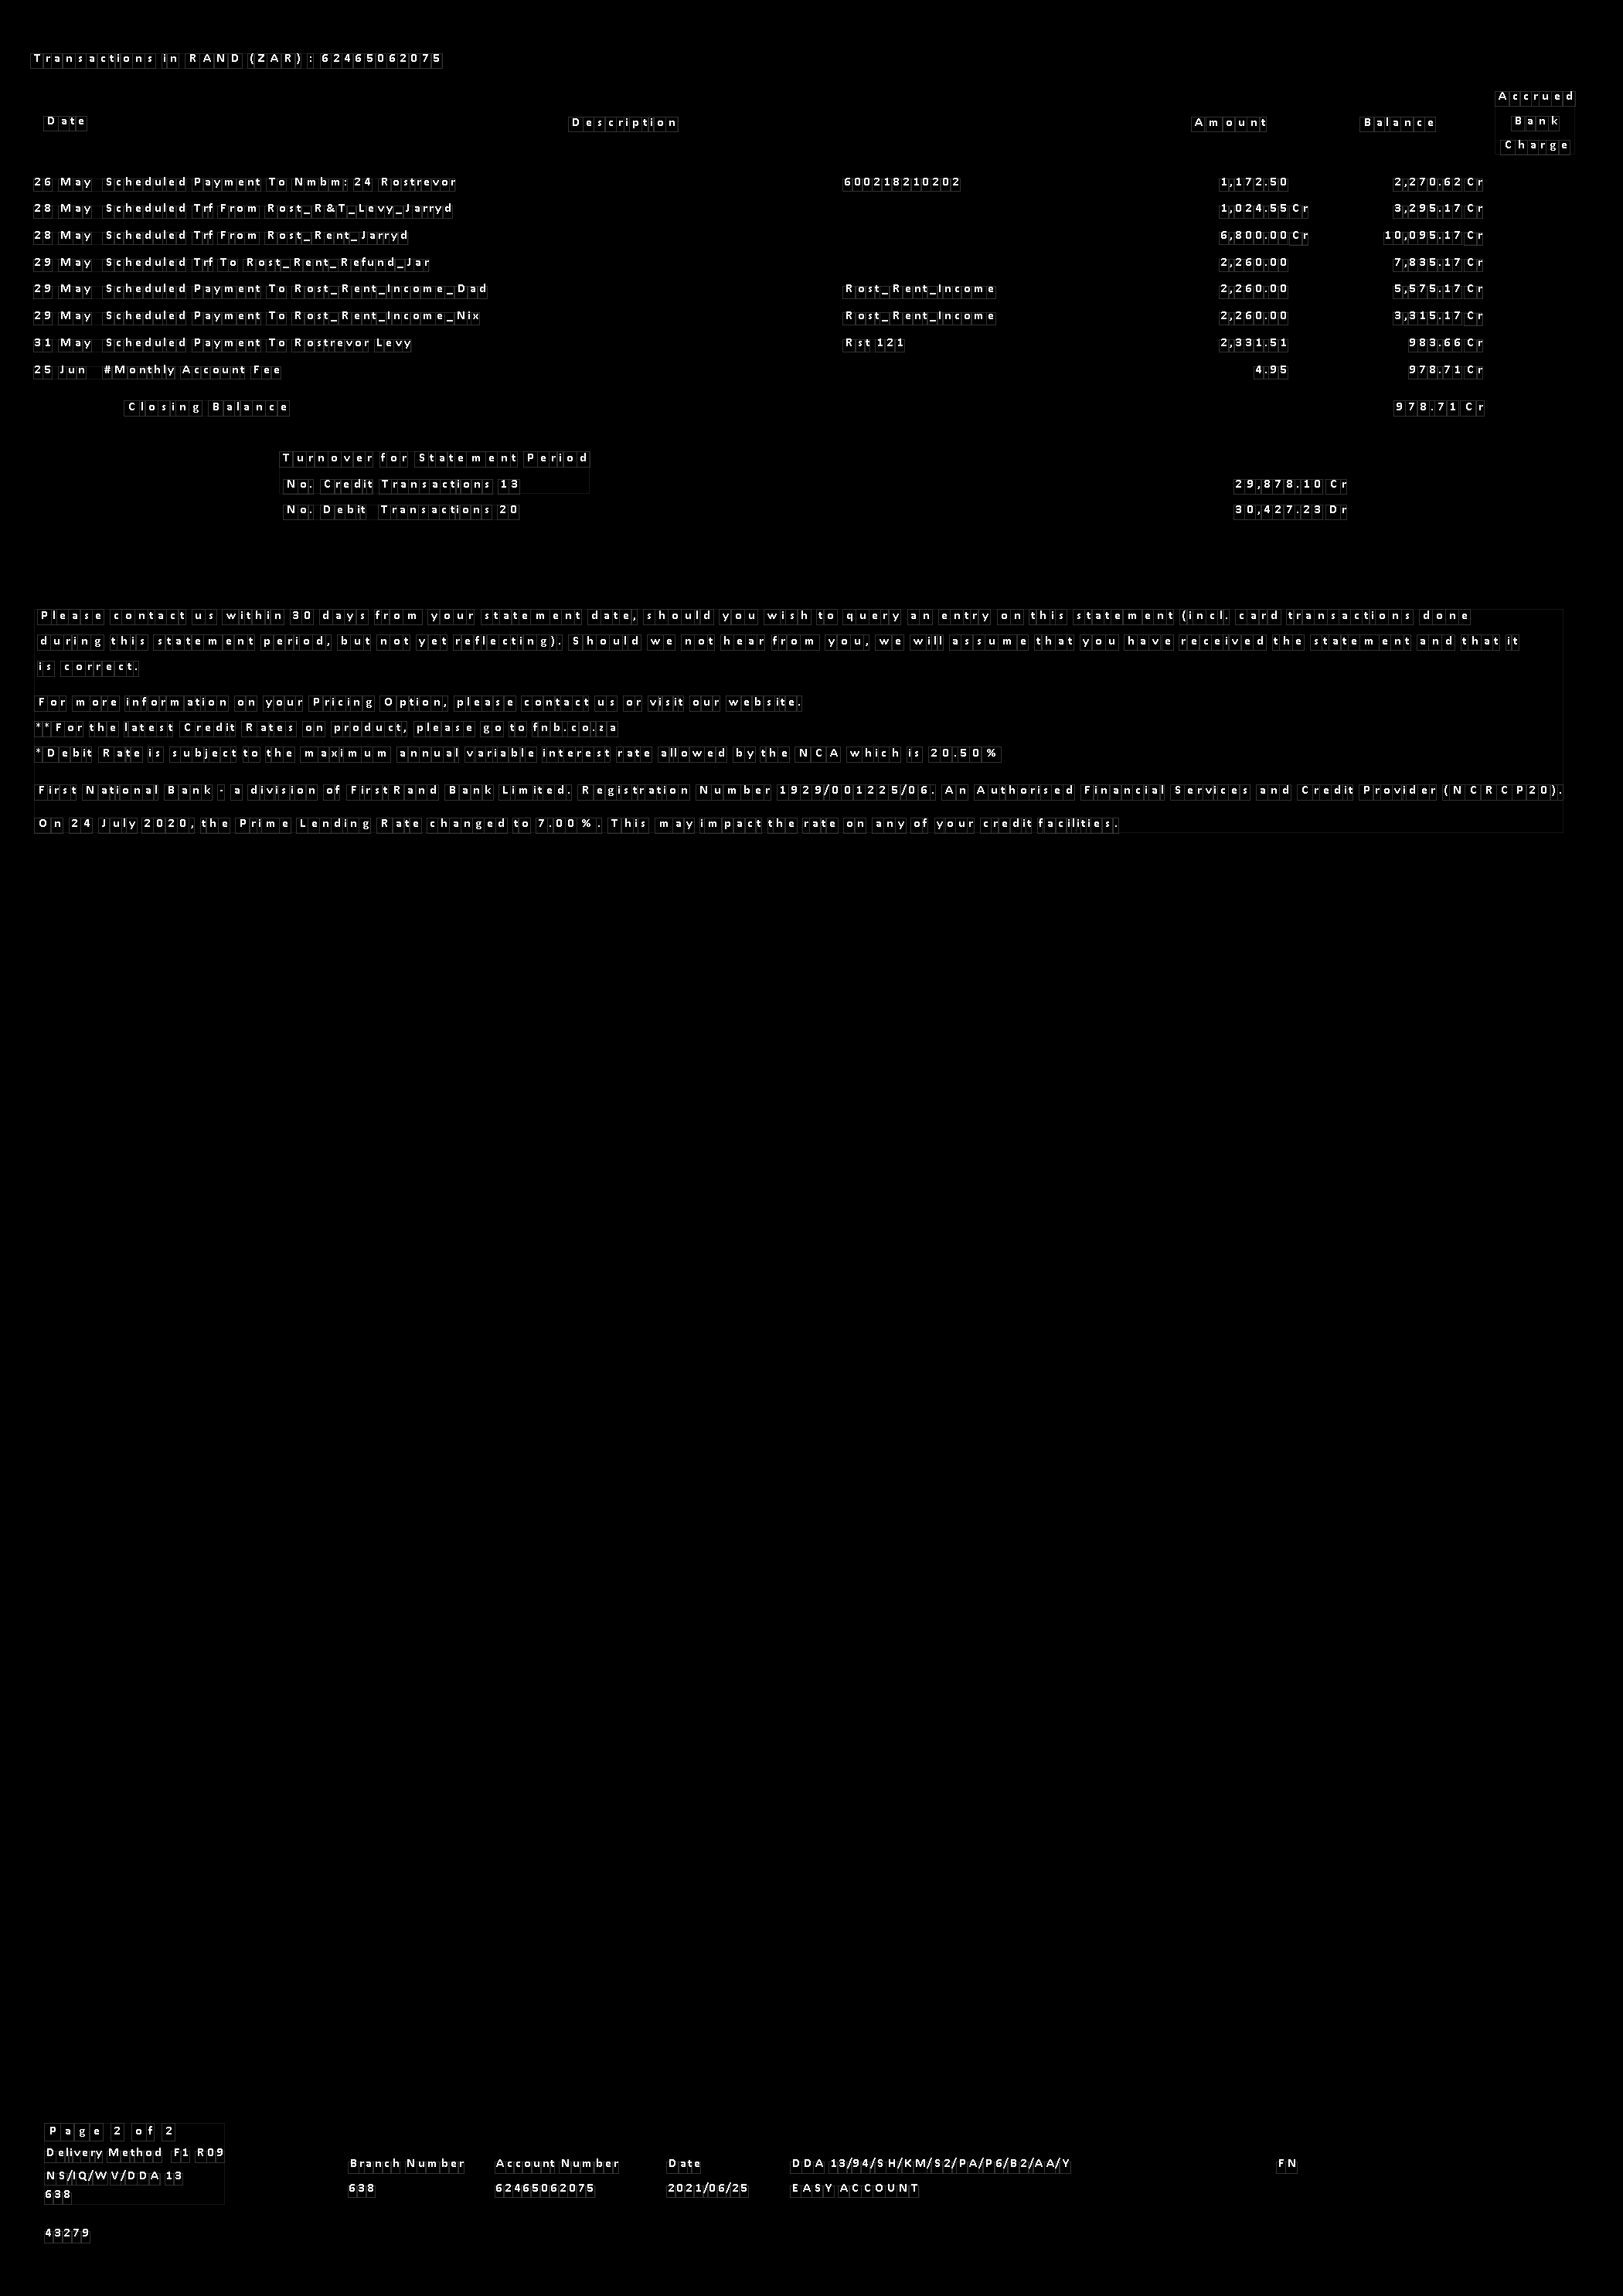 Transactions in RAND (ZAR) : 62465062075
Date Description Amount Balance Accrued Bank Charge
26 May Scheduled Payment To Nmbm: 24 Rostrevor 600218210202 1,172.50 2,270.62 Cr
28 May Scheduled Trf From Rost_R&T_Levy_Jarryd 1,024.55 Cr 3,295.17 Cr
28 May Scheduled Trf From Rost_Rent_Jarryd 6,800.00 Cr 10,095.17 Cr
29 May Scheduled Trf To Rost_Rent_Refund_Jar 2,260.00 7,835.17 Cr
29 May Scheduled Payment To Rost_Rent_Income_Dad Rost_Rent_Income 2,260.00 5,575.17 Cr
29 May Scheduled Payment To Rost_Rent_Income_Nix Rost_Rent_Income 2,260.00 3,315.17 Cr
31 May Scheduled Payment To Rostrevor Levy Rst 121 2,331.51 983.66 Cr
25 Jun #Monthly Account Fee 4.95 978.71 Cr
Closing Balance 978.71 Cr
Turnover for Statement Period
No. Credit Transactions 13 29,878.10 Cr
No. Debit Transactions 20 30,427.23 Dr
Please contact us within 30 days from your statement date, should you wish to query an entry on this statement (incl. card transactions done
during this statement period, but not yet reflecting). Should we not hear from you, we will assume that you have received the statement and that it
is correct.
For more information on your Pricing Option, please contact us or visit our website.
**For the latest Credit Rates on product, please go to fnb.co.za
*Debit Rate is subject to the maximum annual variable interest rate allowed by the NCA which is 20.50%
First National Bank - a division of FirstRand Bank Limited. Registration Number 1929/001225/06. An Authorised Financial Services and Credit Provider (NCRCP20).
On 24 July 2020, the Prime Lending Rate changed to 7.00%. This may impact the rate on any of your credit facilities.
Page 2 of 2
Delivery Method F1 R09
NS/IQ/WV/DDA 13
638
Branch Number Account Number Date DDA 13/94/SH/KM/S2/PA/P6/B2/AA/Y FN
638 62465062075 2021/06/25 EASY ACCOUNT
43279